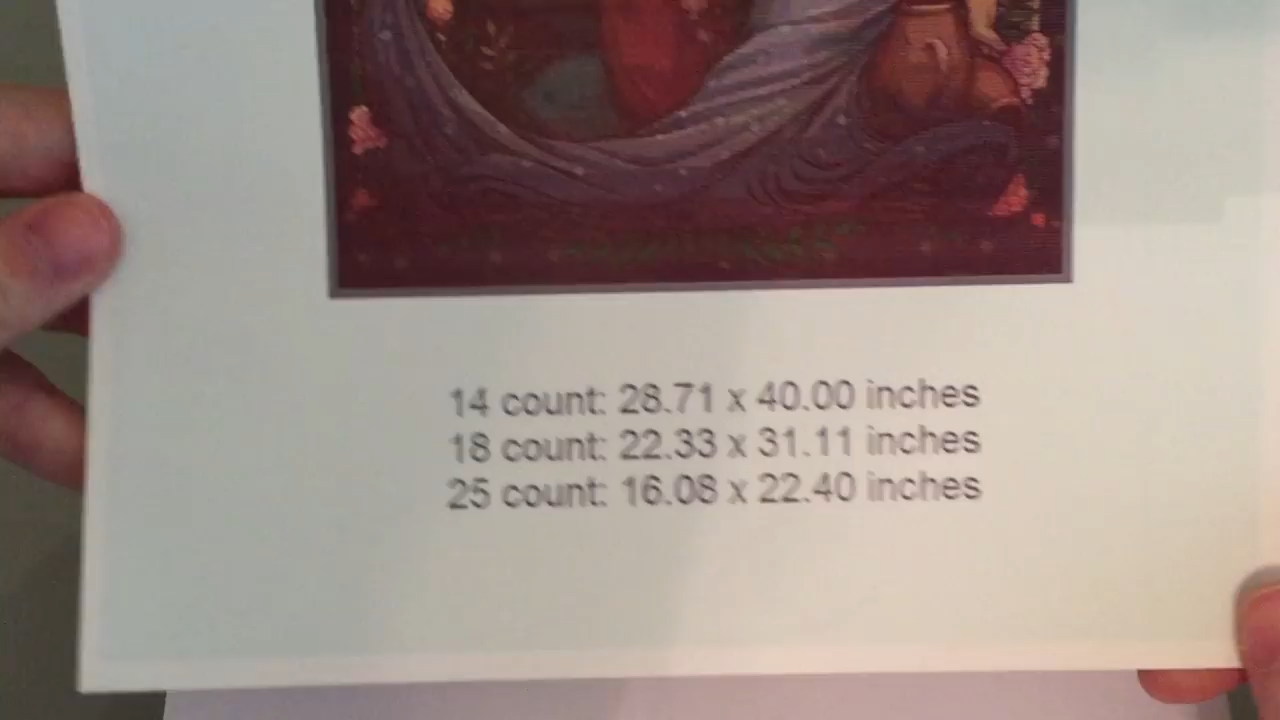 14 count: 28.71 x 40.00 inches
18 count: 22.33 x 31.11 inches
25 count: 16.08 x 22.40 inches